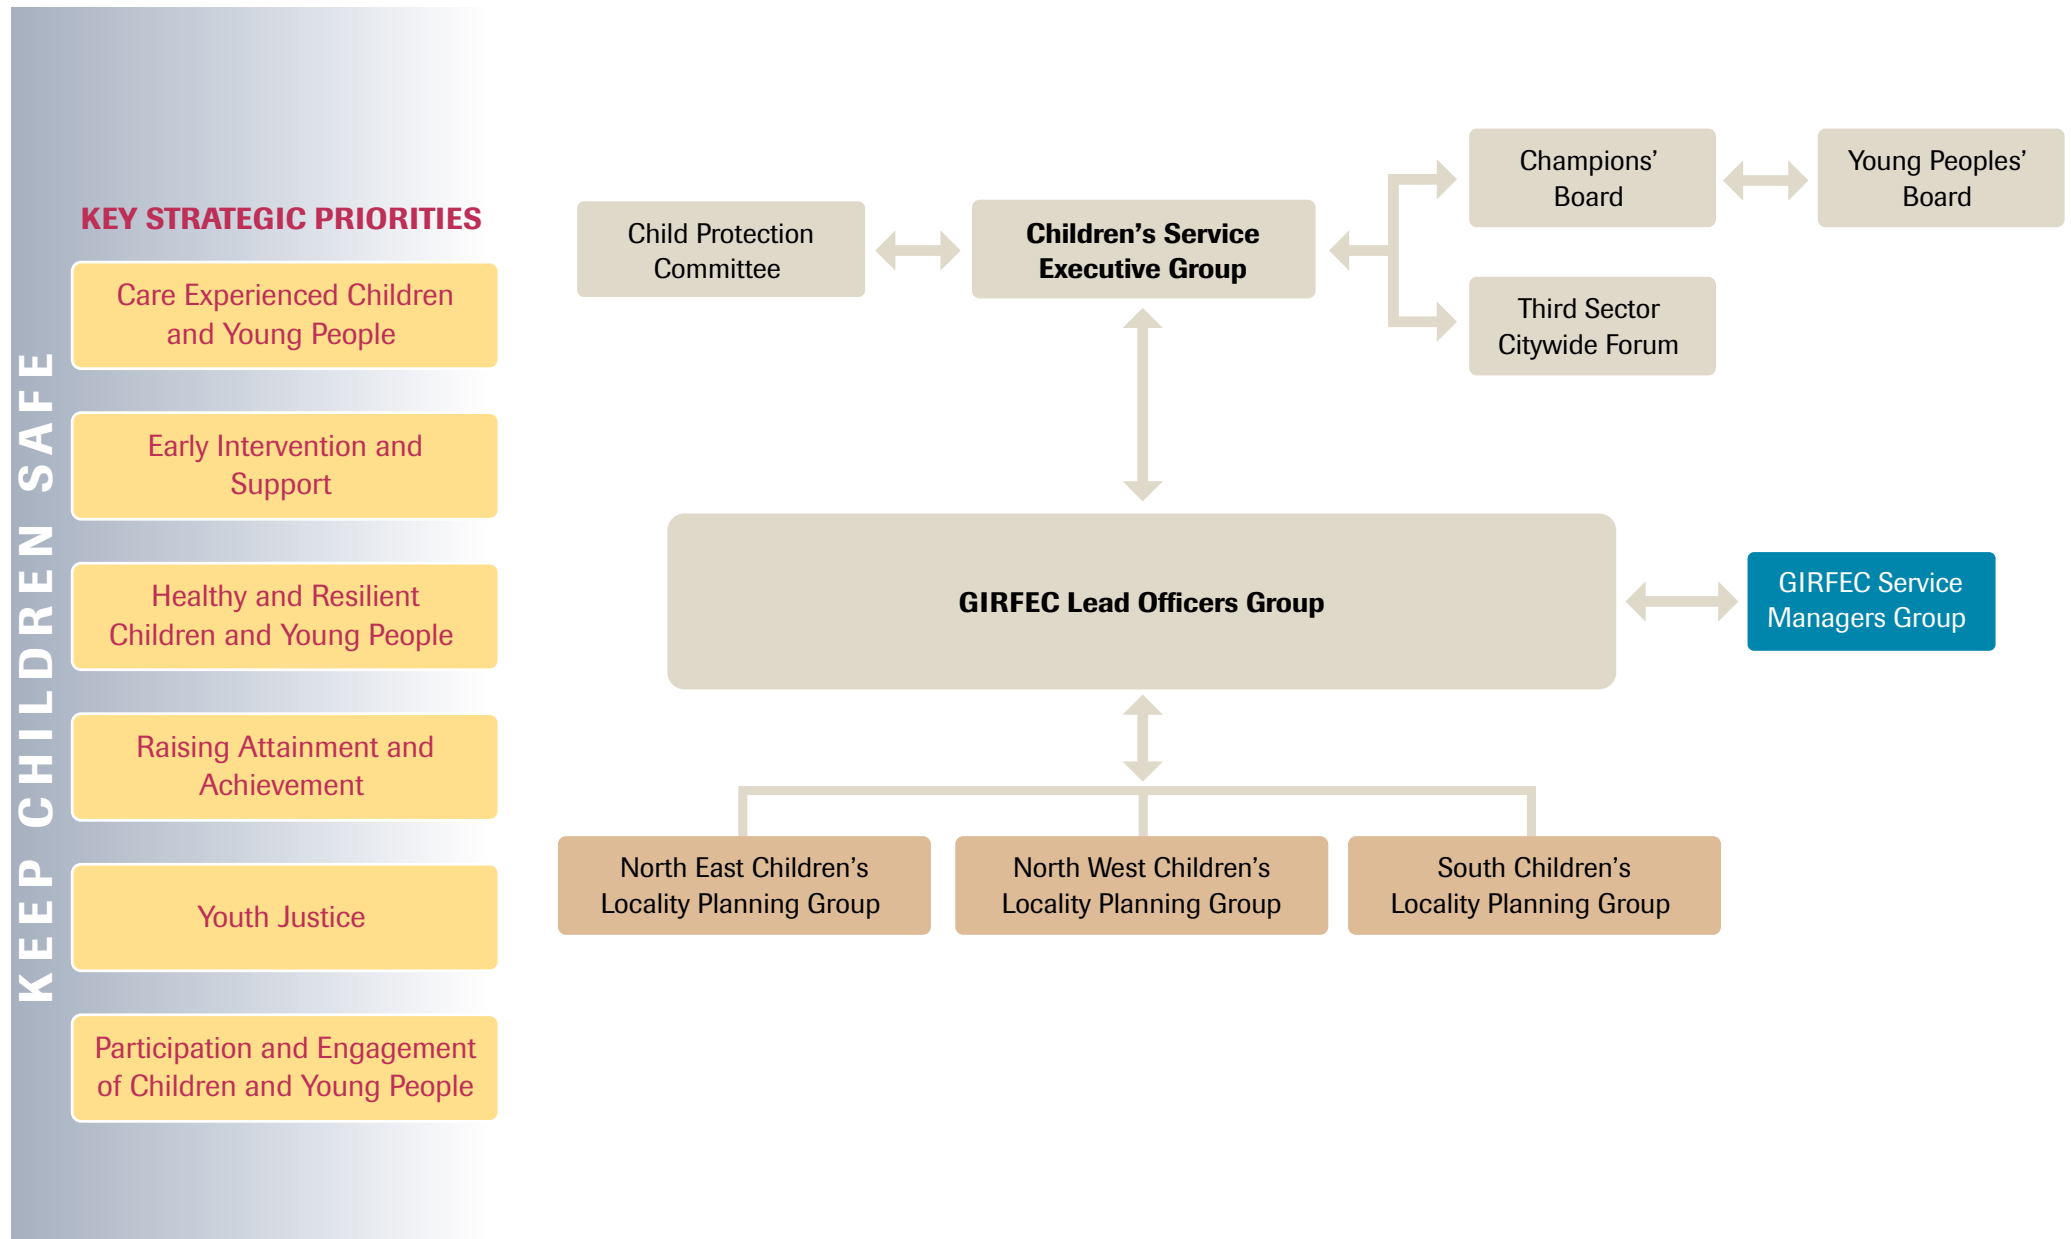 KEEP CHILDREN SAFE
KEY STRATEGIC PRIORITIES
Care Experienced Children
and Young People
Early Intervention and
Support
Healthy and Resilient
Children and Young People
Raising Attainment and
Achievement
Youth Justice
Participation and Engagement
of Children and Young People
Child Protection
Committee
Children’s Service
Executive Group
Champions’
Board
Young Peoples’
Board
Third Sector
Citywide Forum
GIRFEC Lead Officers Group
GIRFEC Service
Managers Group
North East Children’s
Locality Planning Group
North West Children’s
Locality Planning Group
South Children’s
Locality Planning Group